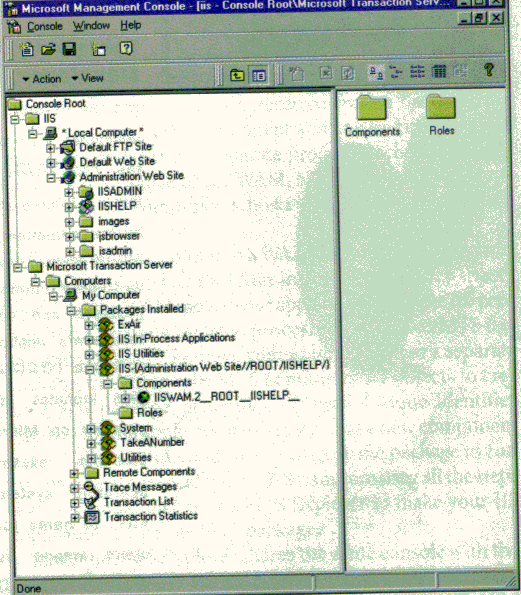 Microsoft Management Console - [iis - Console Root\Microsoft Transaction Serv...
Console Window Help
Action View
Console Root
IIS
* Local Computer *
Default FTP Site
Default Web Site
Administration Web Site
IISADMIN
IISHELP
images
jsbrowser
isadmin
Microsoft Transaction Server
Computers
My Computer
Packages Installed
ExAir
IIS In-Process Applications
IIS Utilities
IIS-{Administration Web Site//ROOT/IISHELP/}
Components
IISWAM.2__ROOT__IISHELP__
Roles
System
TakeANumber
Utilities
Remote Components
Trace Messages
Transaction List
Transaction Statistics
Components
Roles
Done